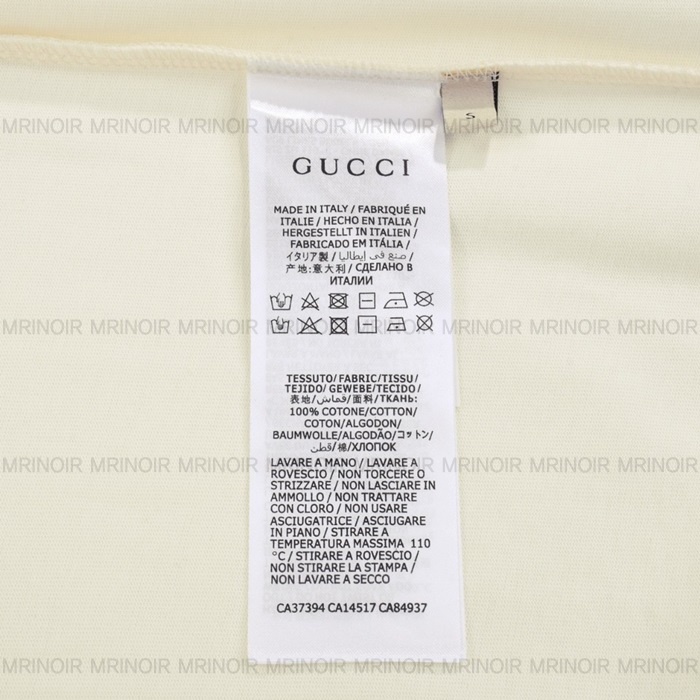 S
GUCCI
MADE IN ITALY / FABRIQUÉ EN
ITALIE / HECHO EN ITALIA /
HERGESTELLT IN ITALIEN /
FABRICADO EM ITÁLIA /
イタリア製 / صنع في إيطاليا /
产地:意大利 / СДЕЛАНО В
ИТАЛИИ
TESSUTO/FABRIC/TISSU/
TEJIDO/ GEWEBE/TECIDO/
表地/قماش/面料/ТКАНЬ:
100% COTONE/COTTON/
COTON/ALGODON/
BAUMWOLLE/ALGODÃO/コットン/
قطن/棉/ХЛОПОК
LAVARE A MANO / LAVARE A
ROVESCIO / NON TORCERE O
STRIZZARE / NON LASCIARE IN
AMMOLLO / NON TRATTARE
CON CLORO / NON USARE
ASCIUGATRICE / ASCIUGARE
IN PIANO / STIRARE A
TEMPERATURA MASSIMA 110
°C / STIRARE A ROVESCIO /
NON STIRARE LA STAMPA /
NON LAVARE A SECCO
CA37394 CA14517 CA84937
MRINOIR MRINOIR MRINOIR MRINOIR MRINOIR MRINOIR MRINOIR MRINOIR
MRINOIR MRINOIR MRINOIR MRINOIR MRINOIR MRINOIR MRINOIR MRINOIR
MRINOIR MRINOIR MRINOIR MRINOIR MRINOIR MRINOIR MRINOIR MRINOIR
MRINOIR MRINOIR MRINOIR MRINOIR MRINOIR MRINOIR MRINOIR MRINOIR